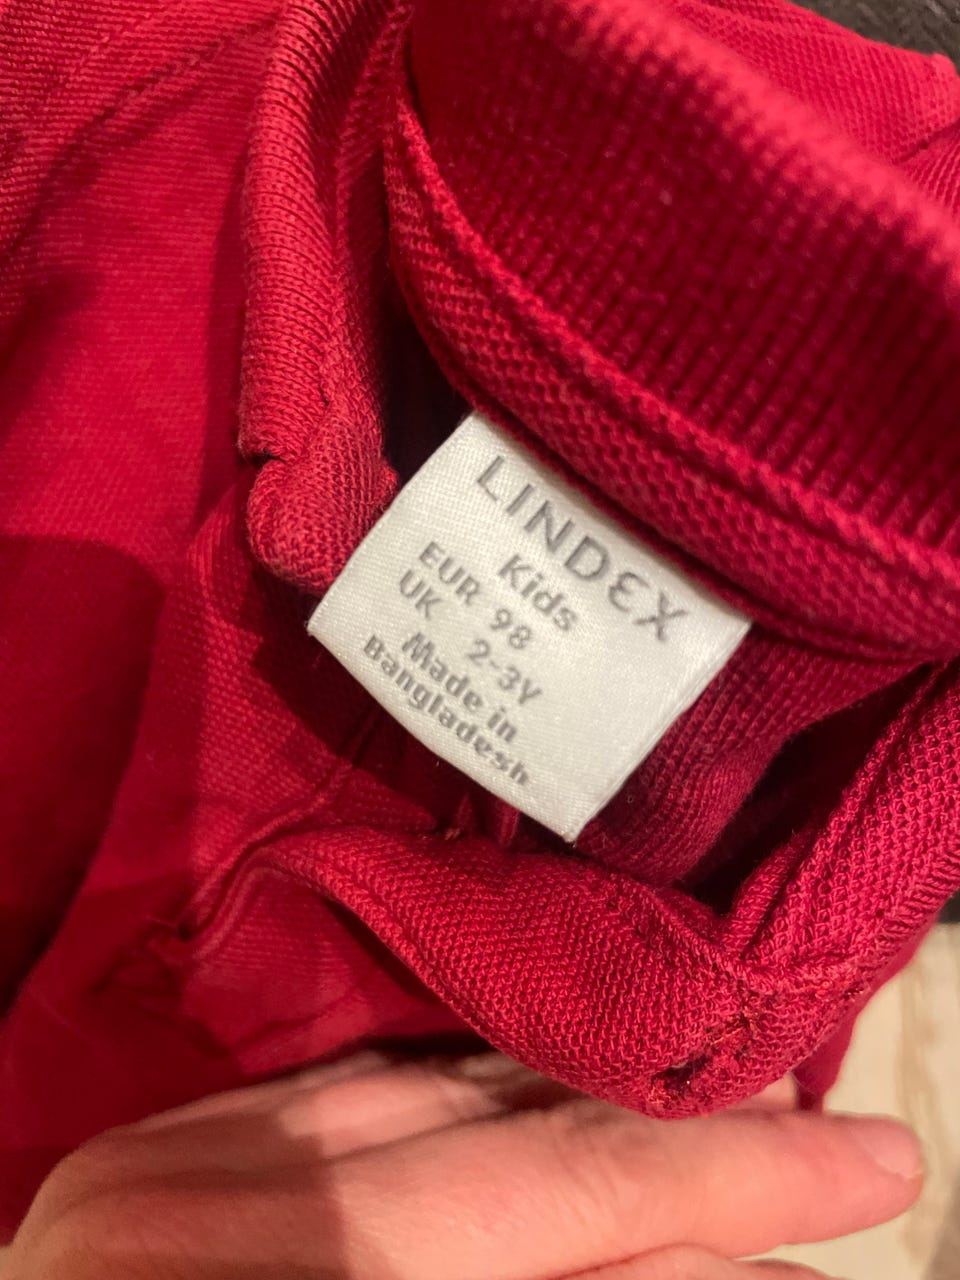 LINDEX
Kids
EUR 98
UK 2-3Y
Made in
Bangladesh